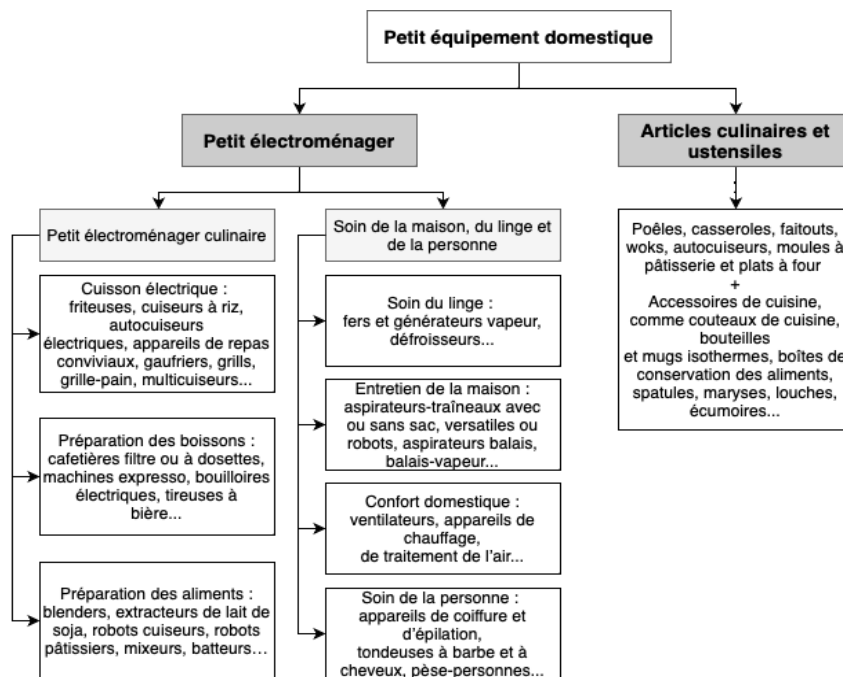 Petit équipement domestique
Petit électroménager
Articles culinaires et
ustensiles
Petit électroménager culinaire
Cuisson électrique :
friteuses, cuiseurs à riz,
autocuiseurs
électriques, appareils de repas
conviviaux, gaufriers, grills,
grille-pain, multicuiseurs...
Préparation des boissons :
cafetières filtre ou à dosettes,
machines expresso, bouilloires
électriques, tireuses à
bière...
Préparation des aliments :
blenders, extracteurs de lait de
soja, robots cuiseurs, robots
pâtissiers, mixeurs, batteurs…
Soin de la maison, du linge et
de la personne
Soin du linge :
fers et générateurs vapeur,
défroisseurs...
Entretien de la maison :
aspirateurs-traîneaux avec
ou sans sac, versatiles ou
robots, aspirateurs balais,
balais-vapeur...
Confort domestique :
ventilateurs, appareils de
chauffage,
de traitement de l'air...
Soin de la personne :
appareils de coiffure et
d'épilation,
tondeuses à barbe et à
cheveux, pèse-personnes...
Poêles, casseroles, faitouts,
woks, autocuiseurs, moules à
pâtisserie et plats à four
+
Accessoires de cuisine,
comme couteaux de cuisine,
bouteilles
et mugs isothermes, boîtes de
conservation des aliments,
spatules, maryses, louches,
écumoires...